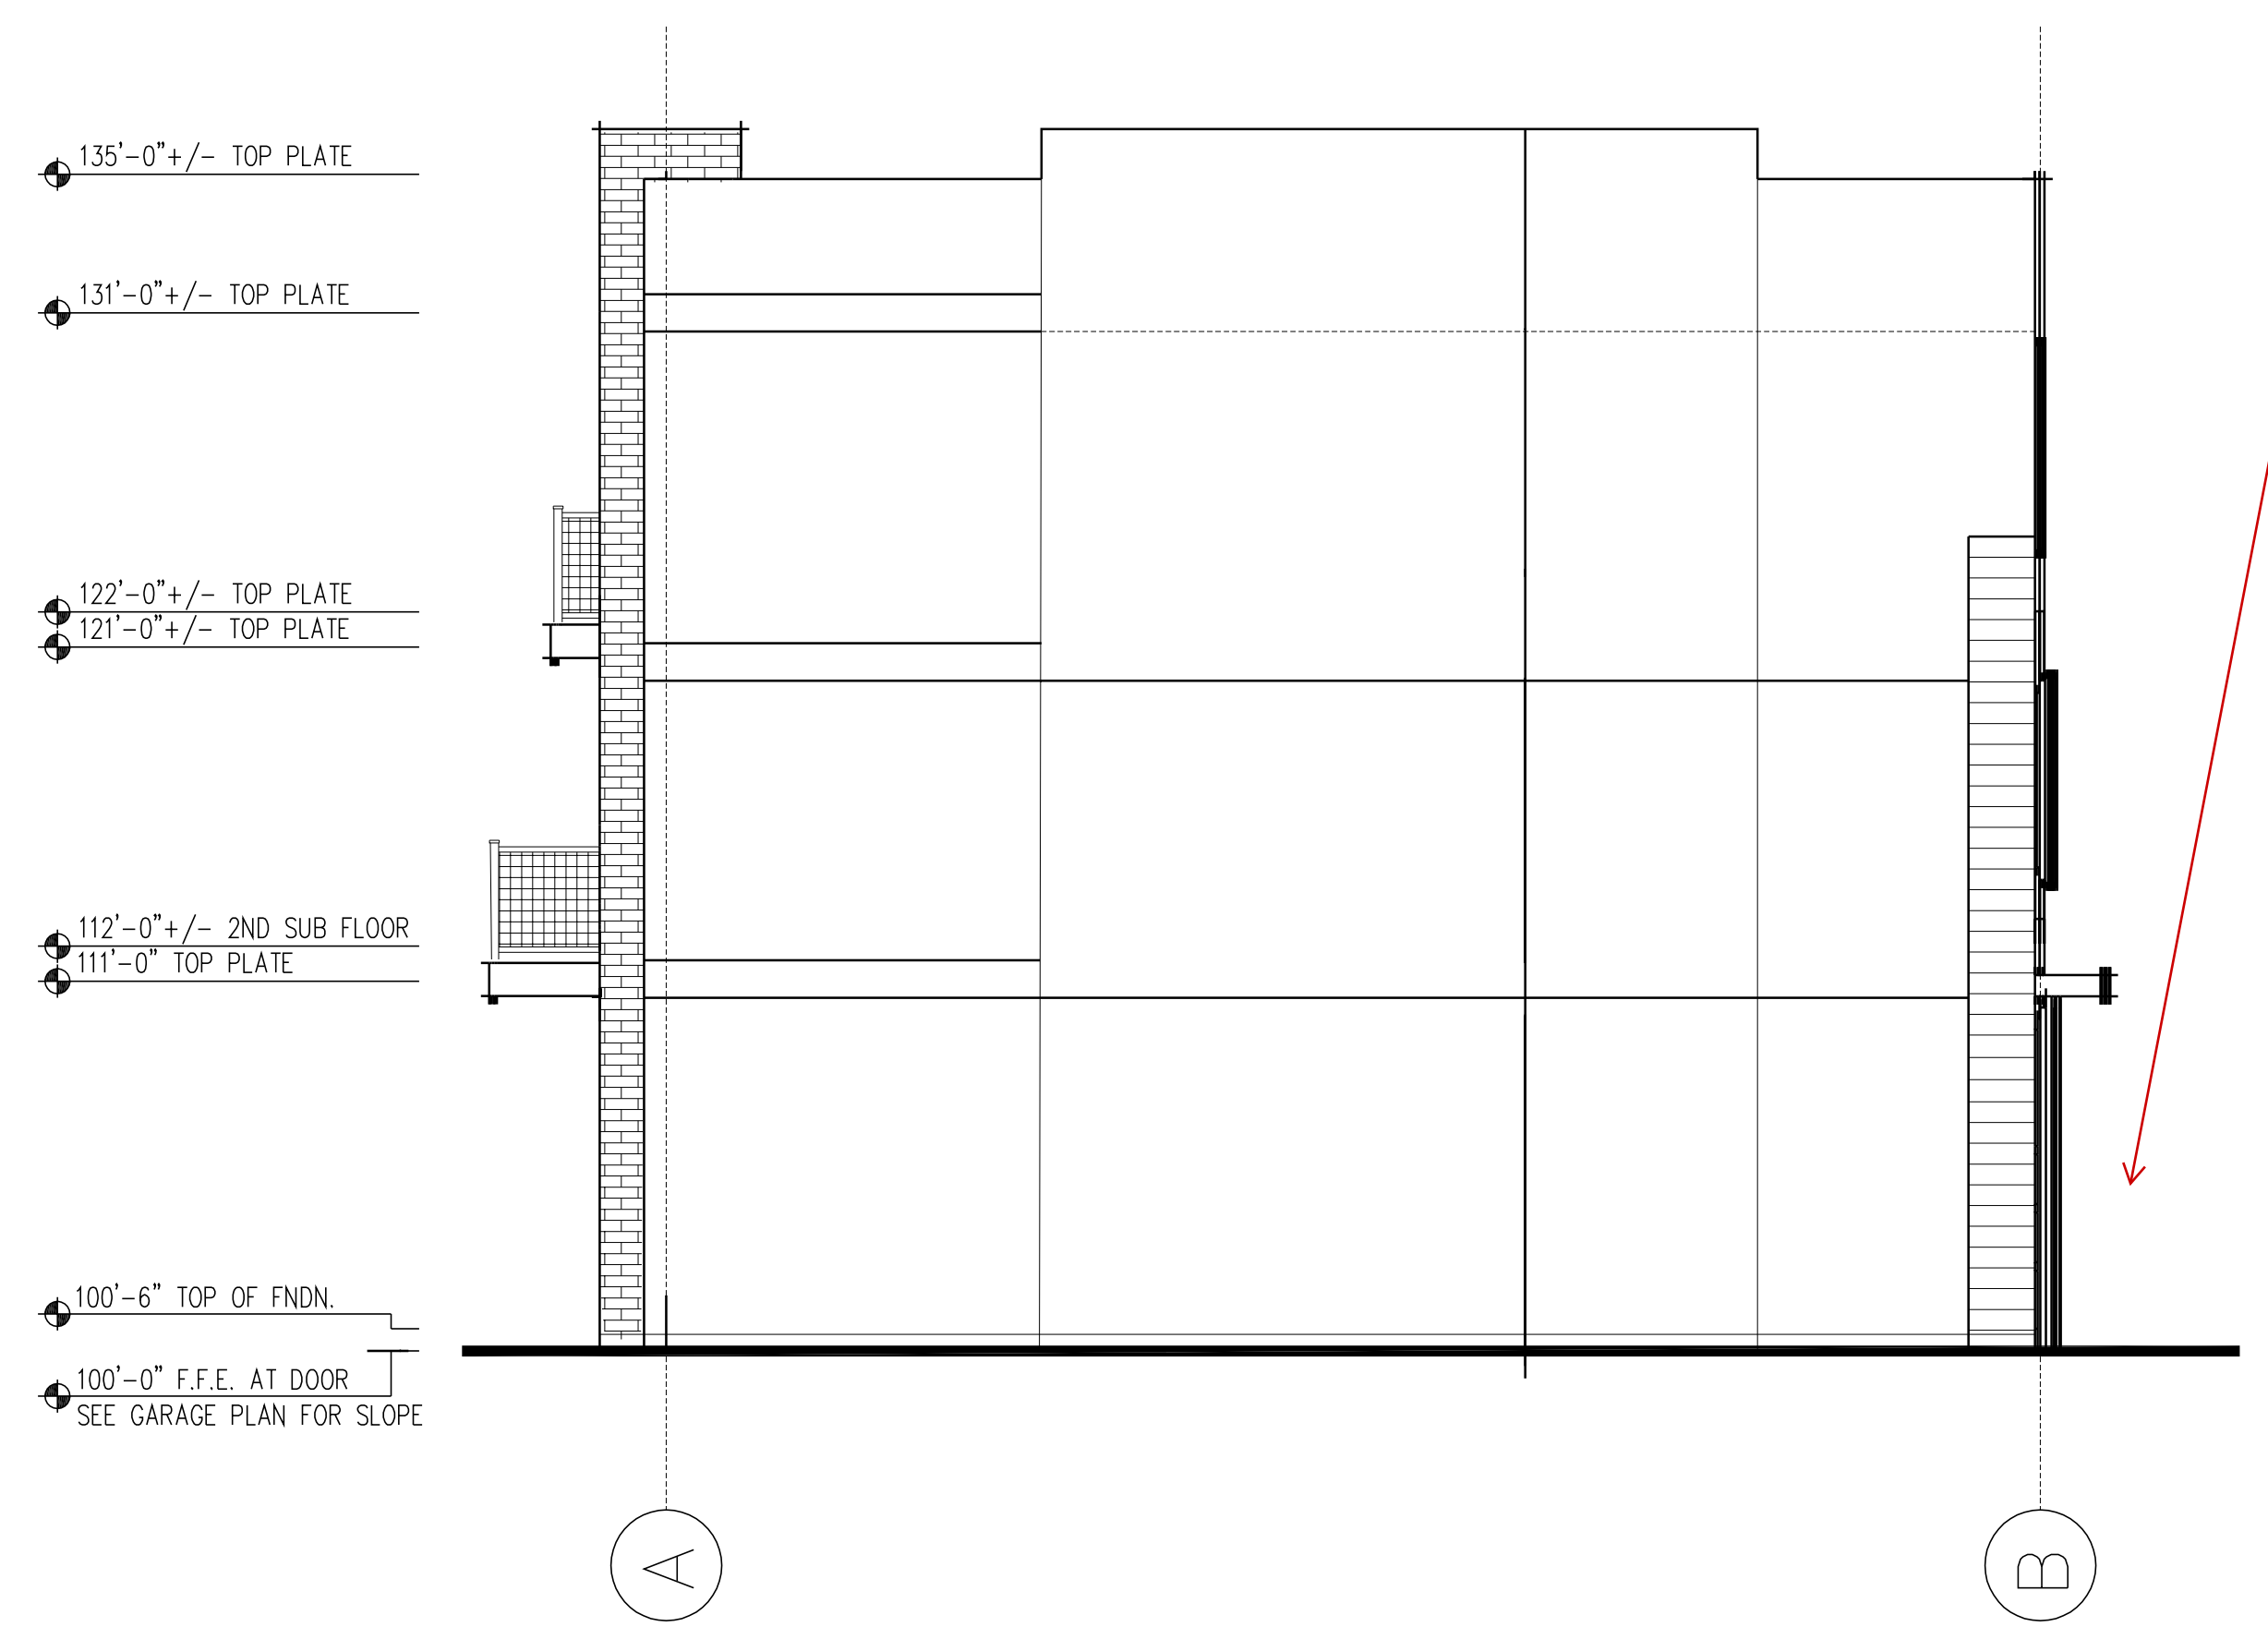 135'-0"+/- TOP PLATE
131'-0"+/- TOP PLATE
122'-0"+/- TOP PLATE
121'-0"+/- TOP PLATE
112'-0"+/- 2ND SUB FLOOR
111'-0" TOP PLATE
100'-6" TOP OF FNDN.
100'-0" F.F.E. AT DOOR
SEE GARAGE PLAN FOR SLOPE
A
B